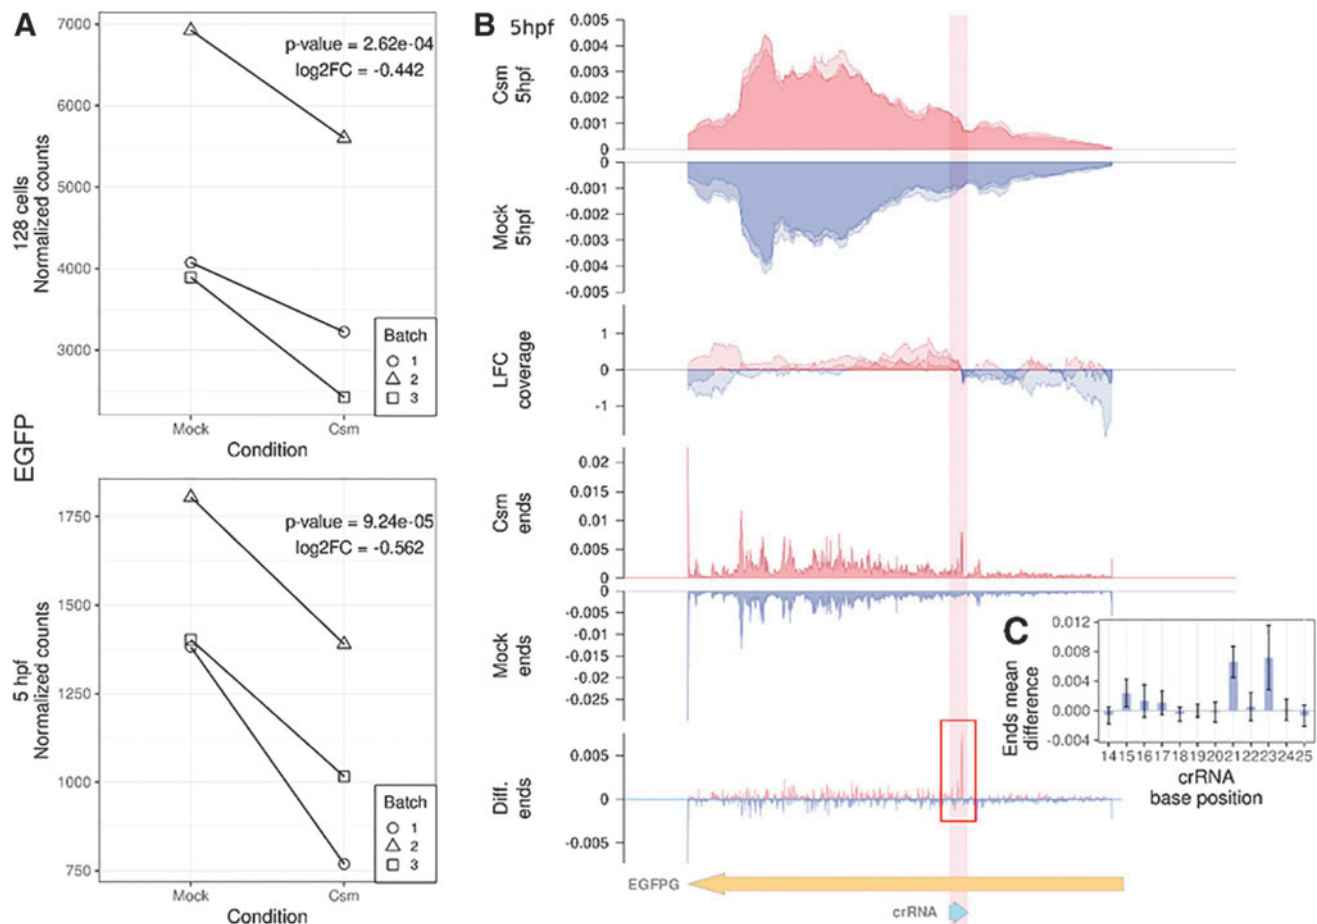 A
7000
6000
5000
4000
3000
128 cells
Normalized counts
p-value = 2.62e-04
log2FC = -0.442
Batch
1
2
3
Mock
Csm
Condition
EGFP
1750
1500
1250
1000
750
5 hpf
Normalized counts
p-value = 9.24e-05
log2FC = -0.562
Batch
1
2
3
Mock
Csm
Condition
B 5hpf
Csm
5hpf
0.005
0.004
0.003
0.002
0.001
0
Mock
5hpf
0
-0.001
-0.002
-0.003
-0.004
-0.005
LFC
coverage
1
0
-1
Csm
ends
0.02
0.015
0.01
0.005
0
Mock
ends
0
-0.005
-0.01
-0.015
-0.02
-0.025
Diff.
ends
0.005
0
-0.005
EGFPG
crRNA
C
Ends mean
difference
0.012
0.008
0.004
0.000
-0.004
14 15 16 17 18 19 20 21 22 23 24 25
crRNA
base position